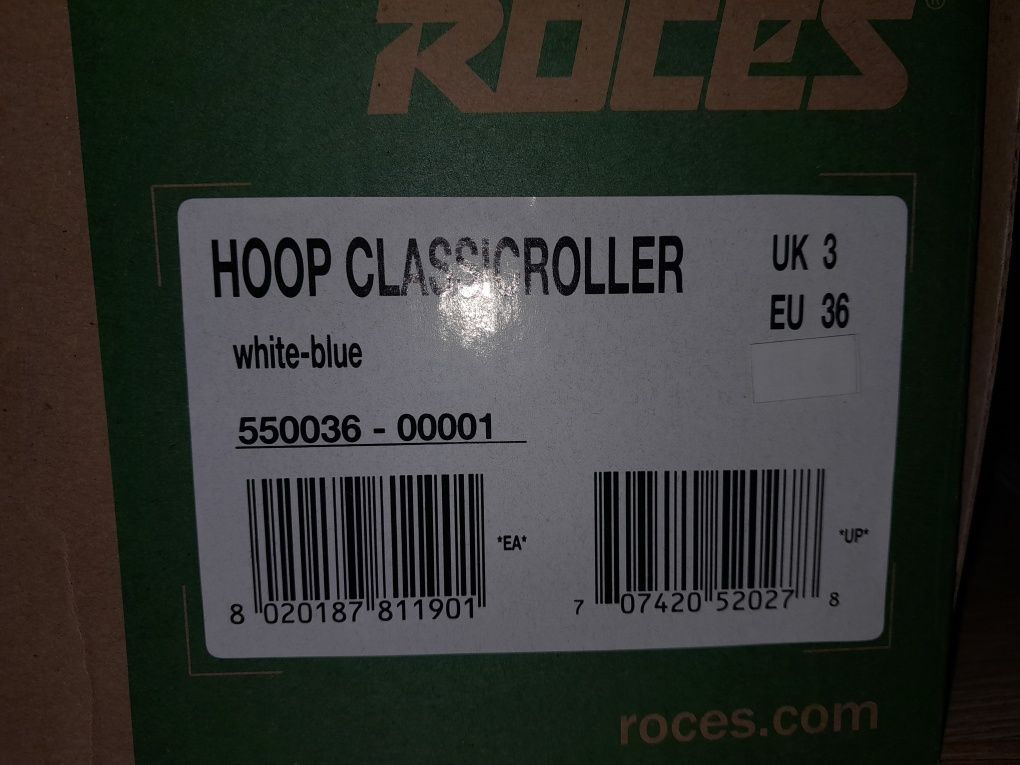 ROCES®
HOOP CLASSICROLLER
UK 3
EU 36
white-blue
550036 - 00001
*EA*
*UP*
8 020187 811901
7 07420 52027 8
roces.com